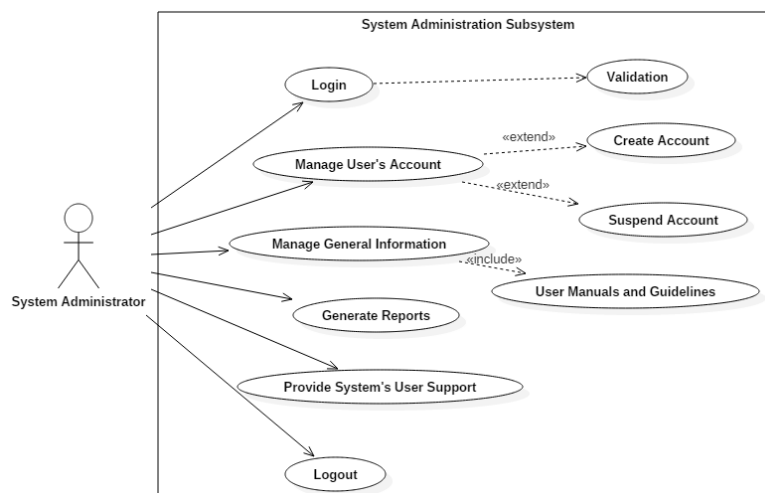 System Administration Subsystem
Login
Validation
«extend»
Create Account
Manage User's Account
«extend»
Suspend Account
System Administrator
Manage General Information
«include»
User Manuals and Guidelines
Generate Reports
Provide System's User Support
Logout